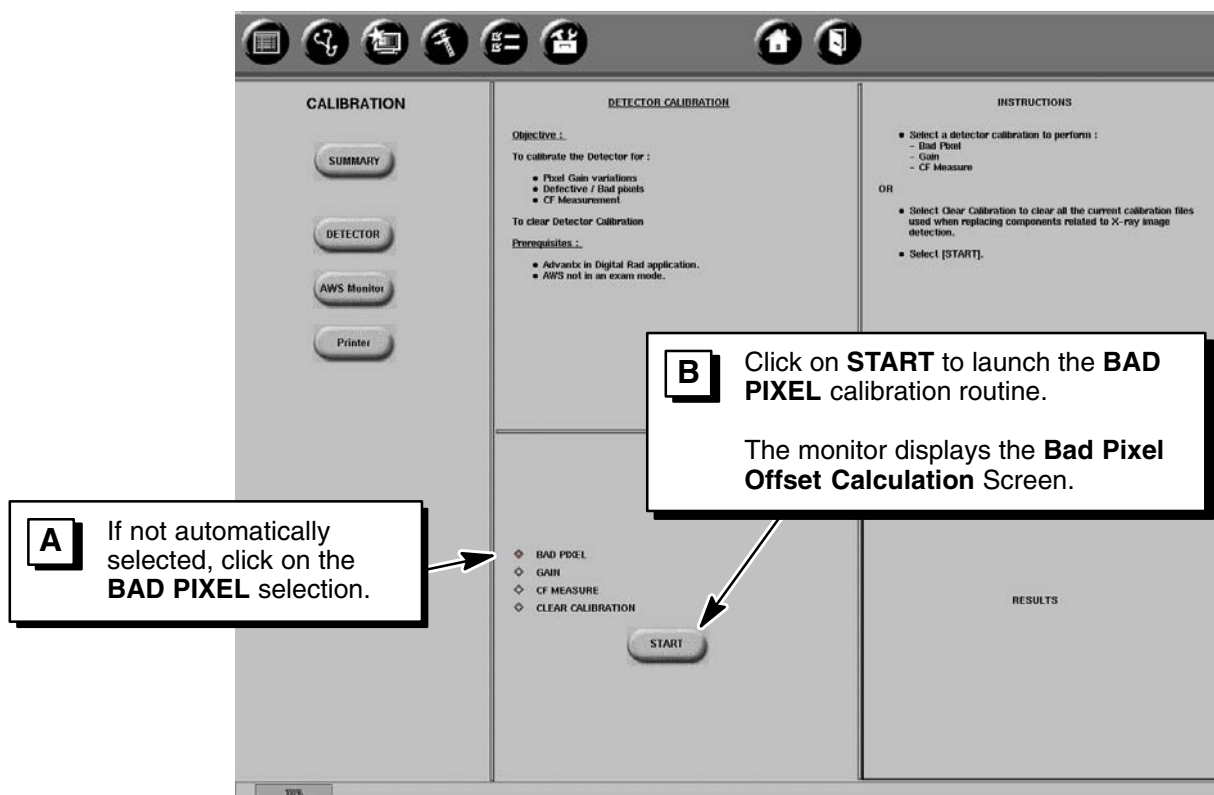 CALIBRATION
SUMMARY
DETECTOR
AWS Monitor
Printer
DETECTOR CALIBRATION
Objective :
To calibrate the Detector for :
● Pixel Gain variations
● Defective / Bad pixels
● CF Measurement
To clear Detector Calibration
Prerequisites :
● Advantx in Digital Rad application.
● AWS not in an exam mode.
INSTRUCTIONS
● Select a detector calibration to perform :
– Bad Pixel
– Gain
– CF Measure
OR
● Select Clear Calibration to clear all the current calibration files
used when replacing components related to X-ray image
detection.
● Select [START].
B
Click on START to launch the BAD
PIXEL calibration routine.
The monitor displays the Bad Pixel
Offset Calculation Screen.
A
If not automatically
selected, click on the
BAD PIXEL selection.
BAD PIXEL
GAIN
CF MEASURE
CLEAR CALIBRATION
START
RESULTS
100%